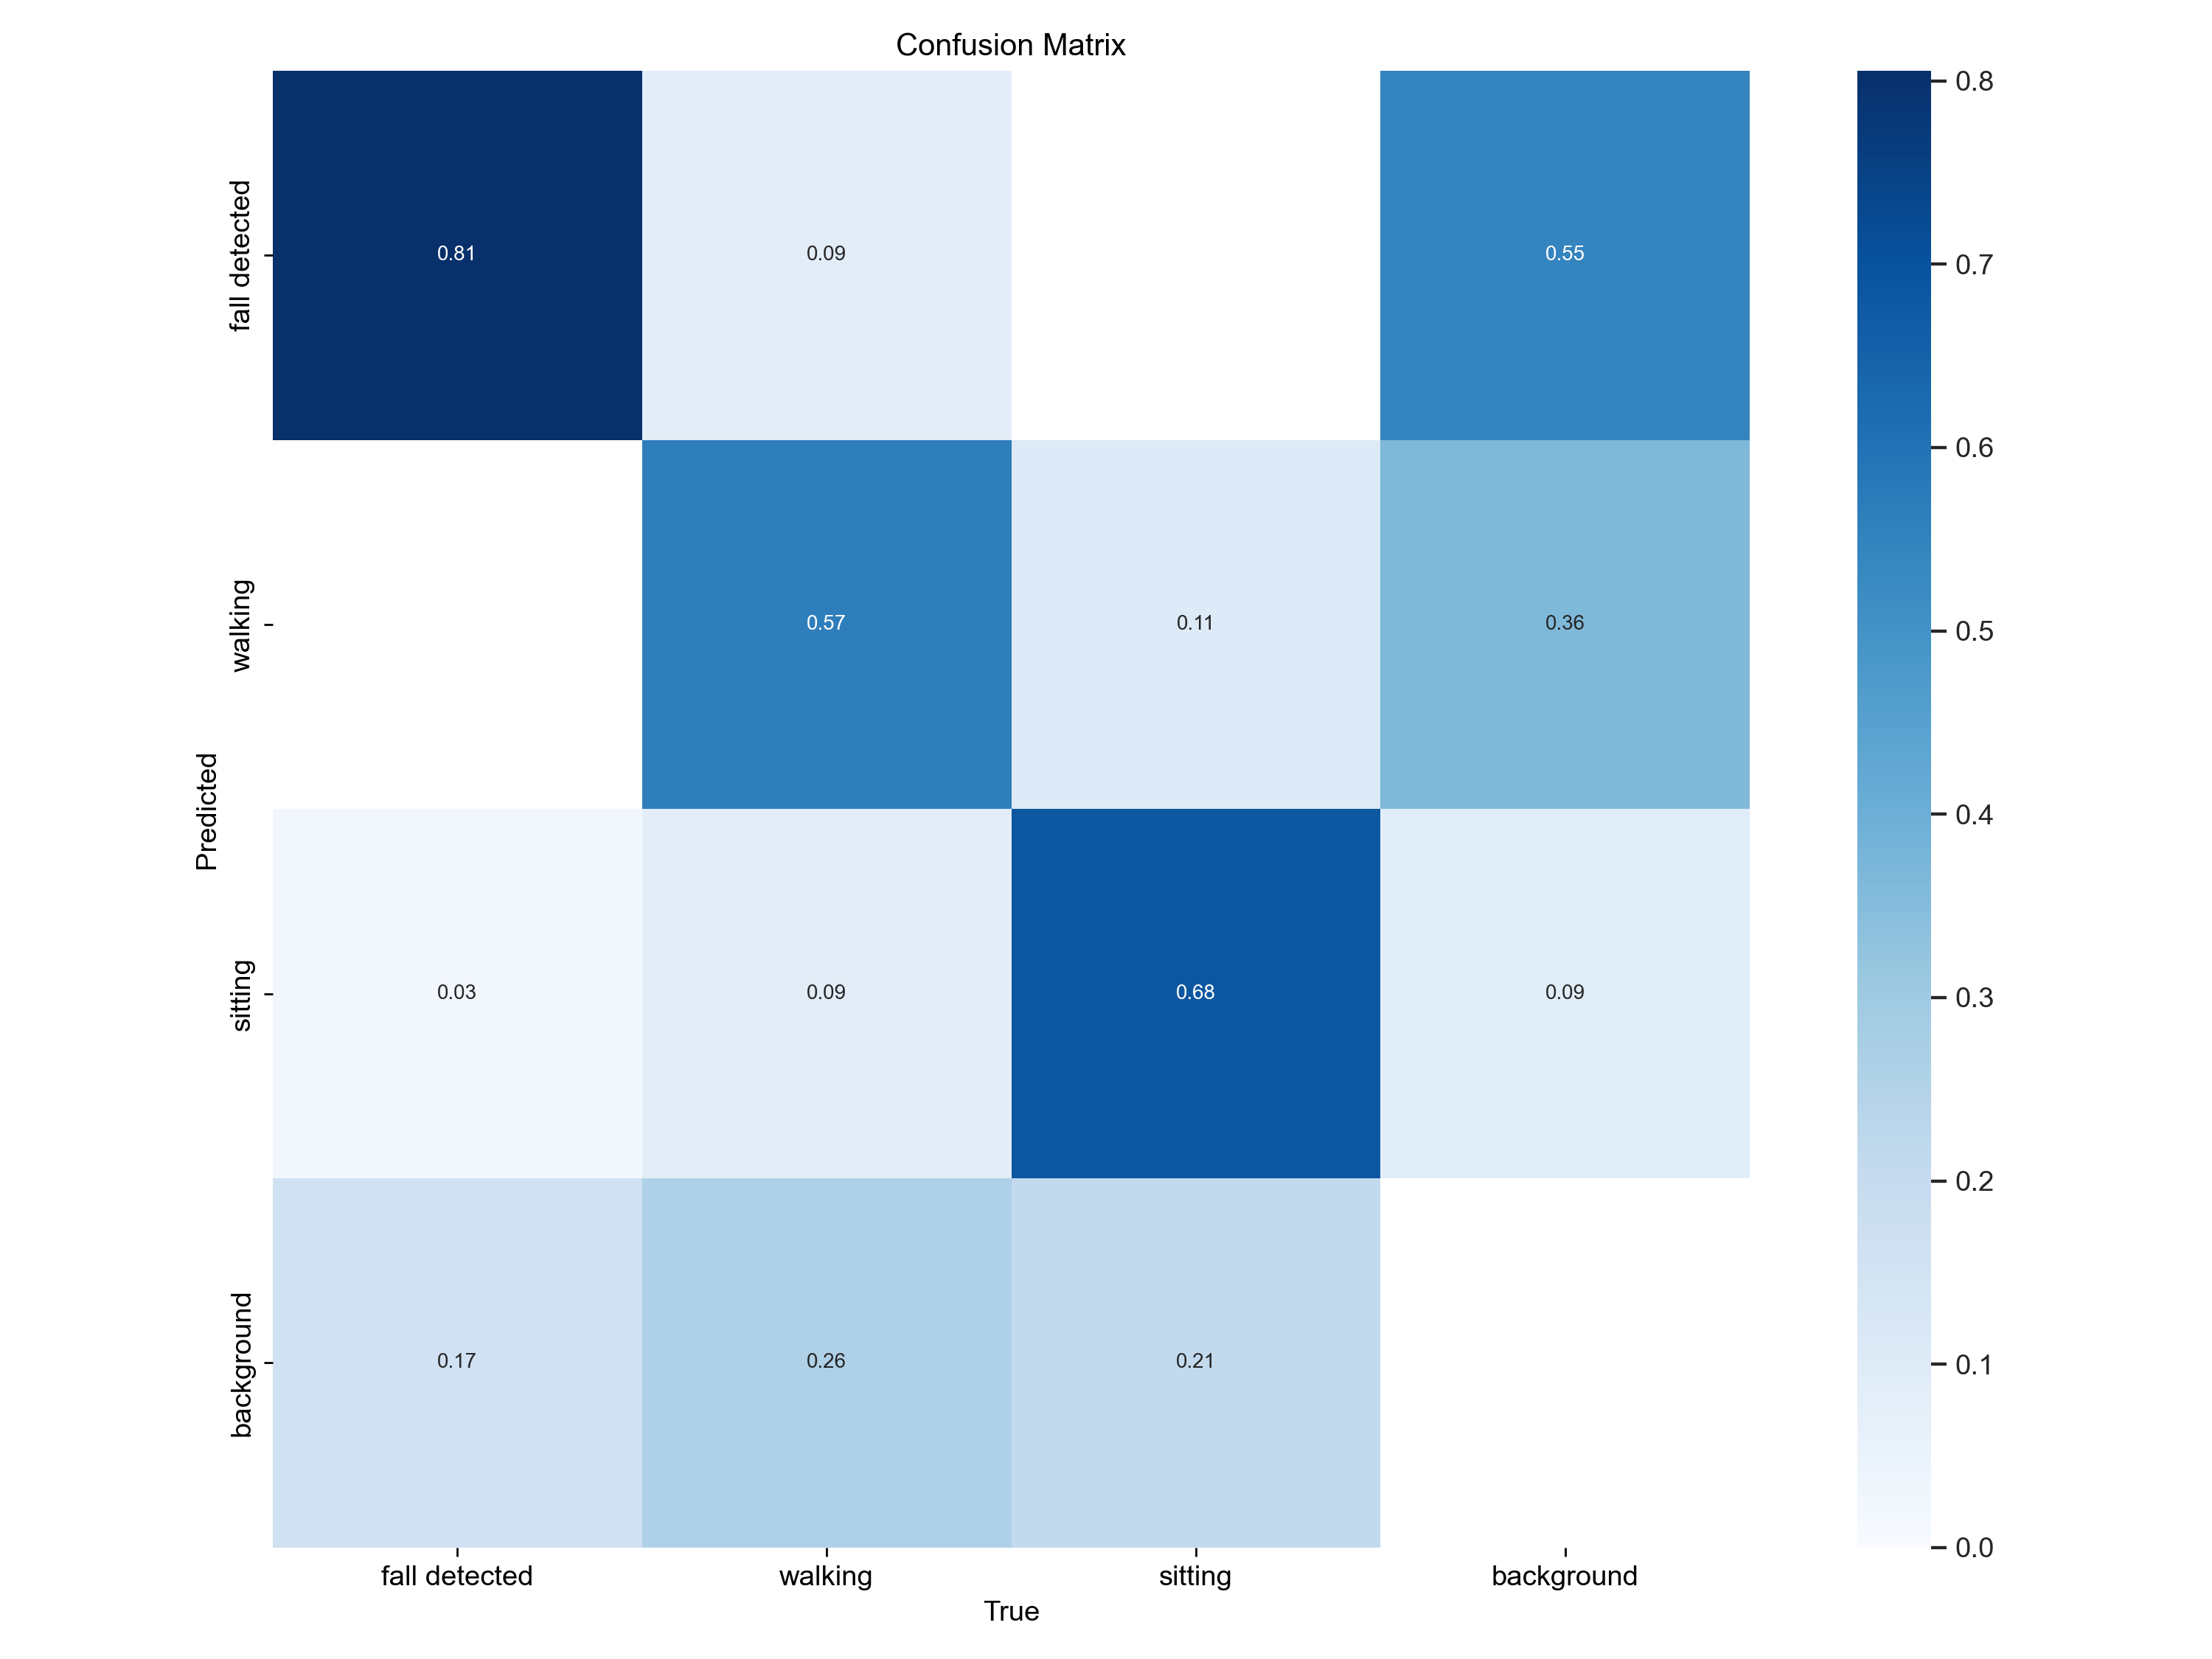 Confusion Matrix
fall detected
0.81
0.09
0.55
walking
0.57
0.11
0.36
sitting
0.03
0.09
0.68
0.09
background
0.17
0.26
0.21
Predicted
fall detected
walking
sitting
background
True
0.8
0.7
0.6
0.5
0.4
0.3
0.2
0.1
0.0